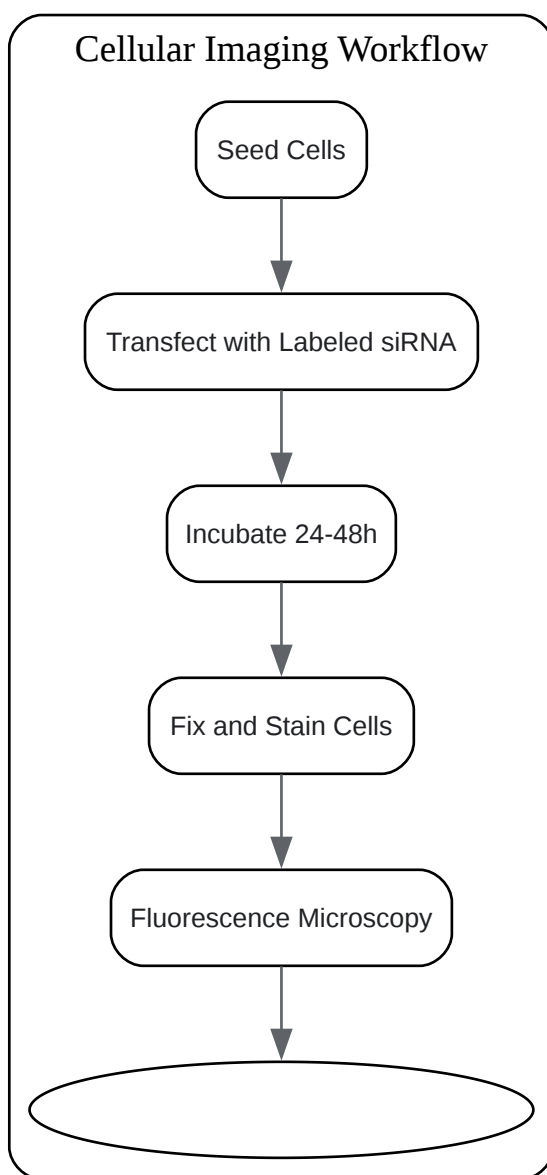 Cellular Imaging Workflow
Seed Cells
Transfect with Labeled siRNA
Incubate 24-48h
Fix and Stain Cells
Fluorescence Microscopy